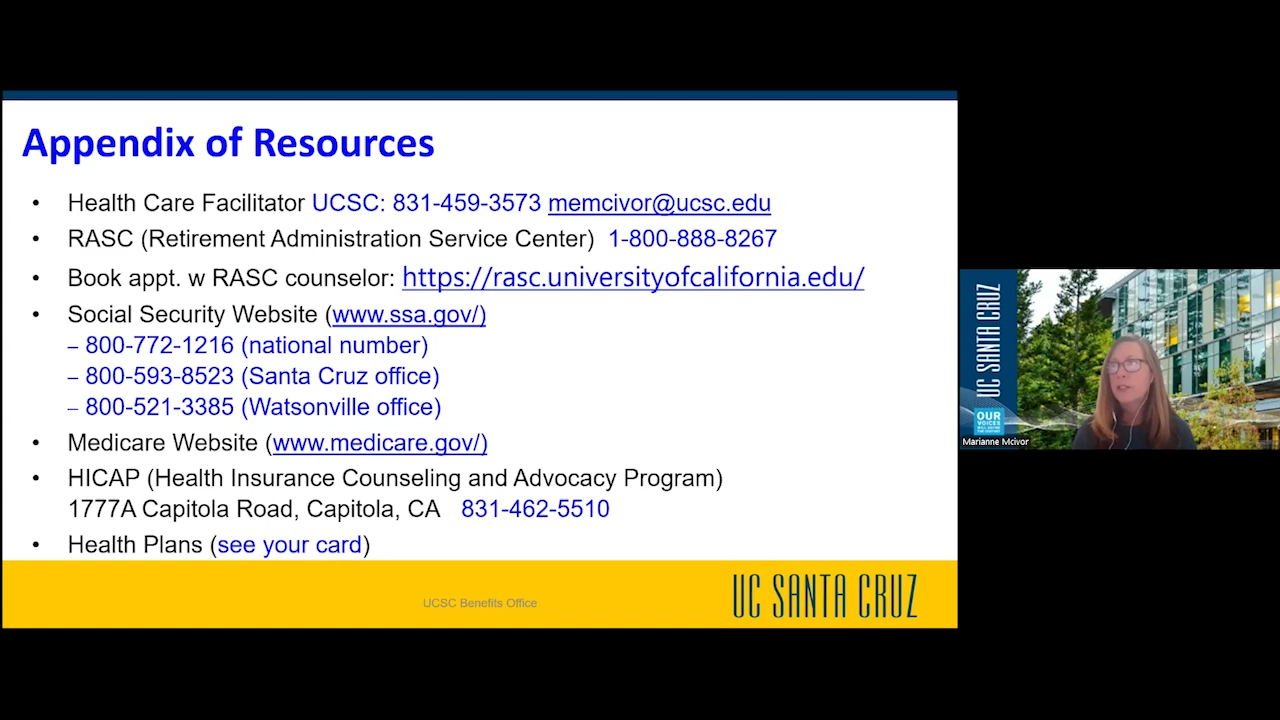 Appendix of Resources
• Health Care Facilitator UCSC: 831-459-3573 memcivor@ucsc.edu
• RASC (Retirement Administration Service Center) 1-800-888-8267
• Book appt. w RASC counselor: https://rasc.universityofcalifornia.edu/
• Social Security Website (www.ssa.gov/)
– 800-772-1216 (national number)
– 800-593-8523 (Santa Cruz office)
– 800-521-3385 (Watsonville office)
• Medicare Website (www.medicare.gov/)
• HICAP (Health Insurance Counseling and Advocacy Program)
1777A Capitola Road, Capitola, CA 831-462-5510
• Health Plans (see your card)
UCSC Benefits Office
UC SANTA CRUZ
UC SANTA CRUZ
OUR
VOICES
Marianne Mcivor